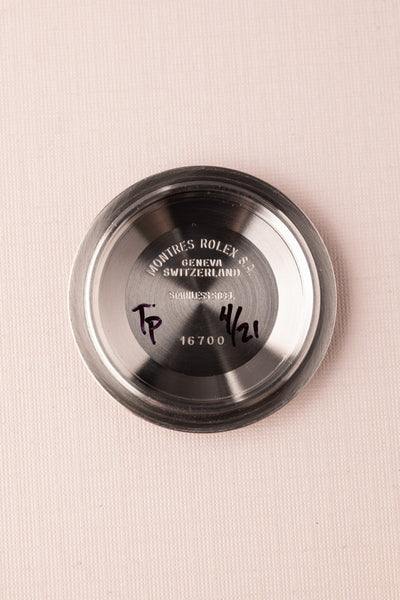 MONTRES ROLEX S.A.
GENEVA
SWITZERLAND
STAINLESS STEEL
Tp 4/21
16700